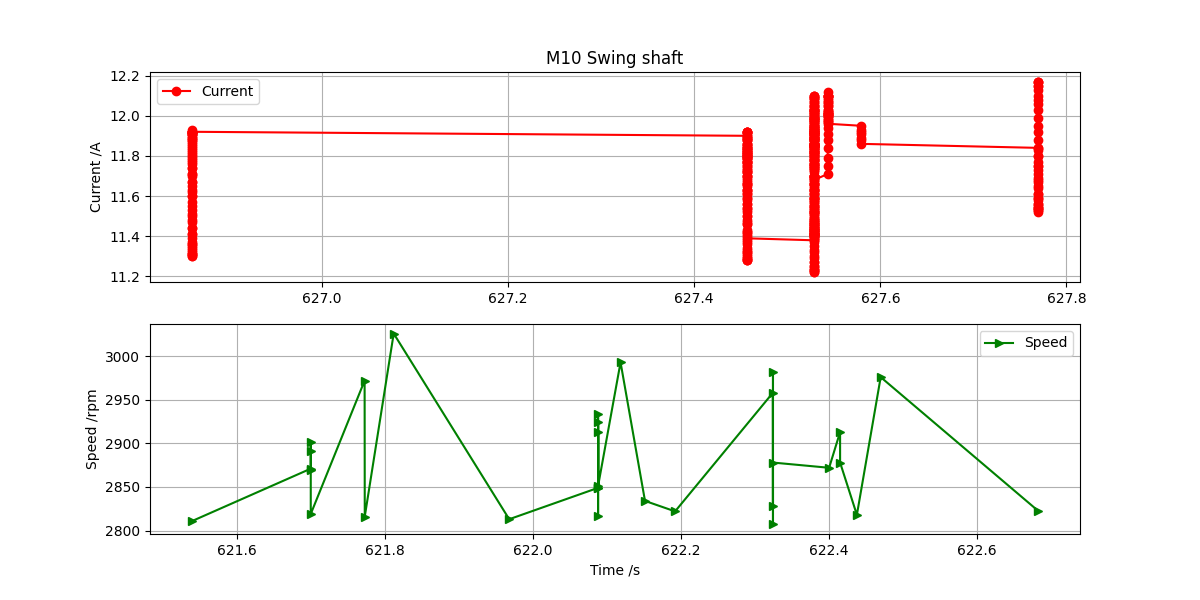 M10 Swing shaft
Current /A
12.2
12.0
11.8
11.6
11.4
11.2
Current
627.0 627.2 627.4 627.6 627.8
Speed /rpm
3000
2950
2900
2850
2800
Speed
621.6 621.8 622.0 622.2 622.4 622.6
Time /s